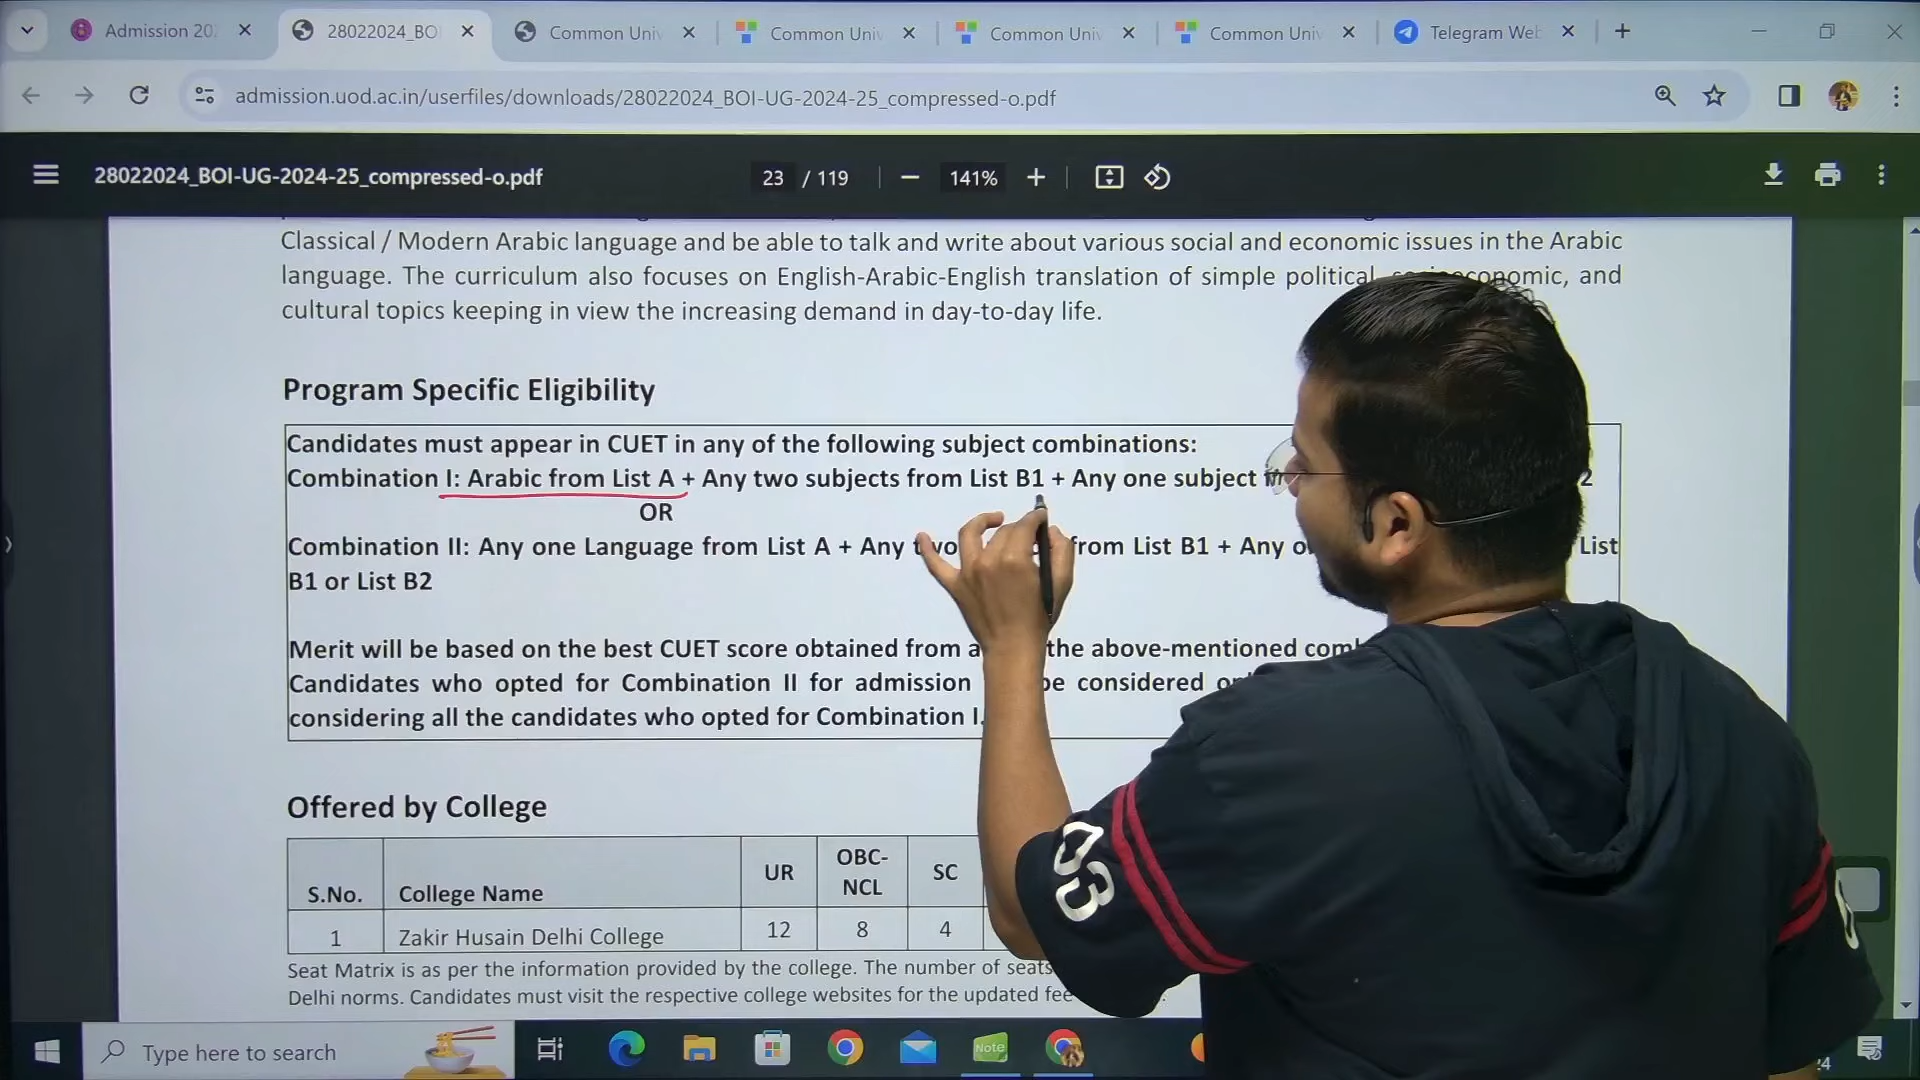 Admission 202
28022024_BOI
Common Univ
Common Univ
Common Univ
Common Univ
Telegram Web
admission.uod.ac.in/userfiles/downloads/28022024_BOI-UG-2024-25_compressed-o.pdf
28022024_BOI-UG-2024-25_compressed-o.pdf
23 / 119
141%
Classical / Modern Arabic language and be able to talk and write about various social and economic issues in the Arabic
language. The curriculum also focuses on English-Arabic-English translation of simple political, socioeconomic, and
cultural topics keeping in view the increasing demand in day-to-day life.
Program Specific Eligibility
Candidates must appear in CUET in any of the following subject combinations:
Combination I: Arabic from List A + Any two subjects from List B1 + Any one subject 2
OR
Combination II: Any one Language from List A + Any two from List B1 + Any List
B1 or List B2
Merit will be based on the best CUET score obtained from the above-mentioned
Candidates who opted for Combination II for admission be considered
considering all the candidates who opted for Combination I.
Offered by College
S.No. College Name UR OBC-NCL SC
1 Zakir Husain Delhi College 12 8 4
Seat Matrix is as per the information provided by the college. The number of seats
Delhi norms. Candidates must visit the respective college websites for the updated fee
Type here to search
Note
03